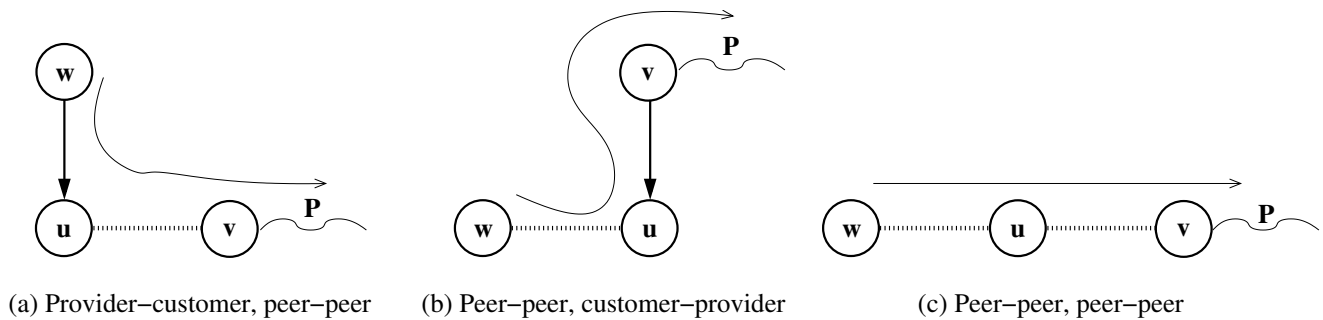 w
u
v
P
(a) Provider−customer, peer−peer
v
P
w
u
(b) Peer−peer, customer−provider
w
u
v
P
(c) Peer−peer, peer−peer